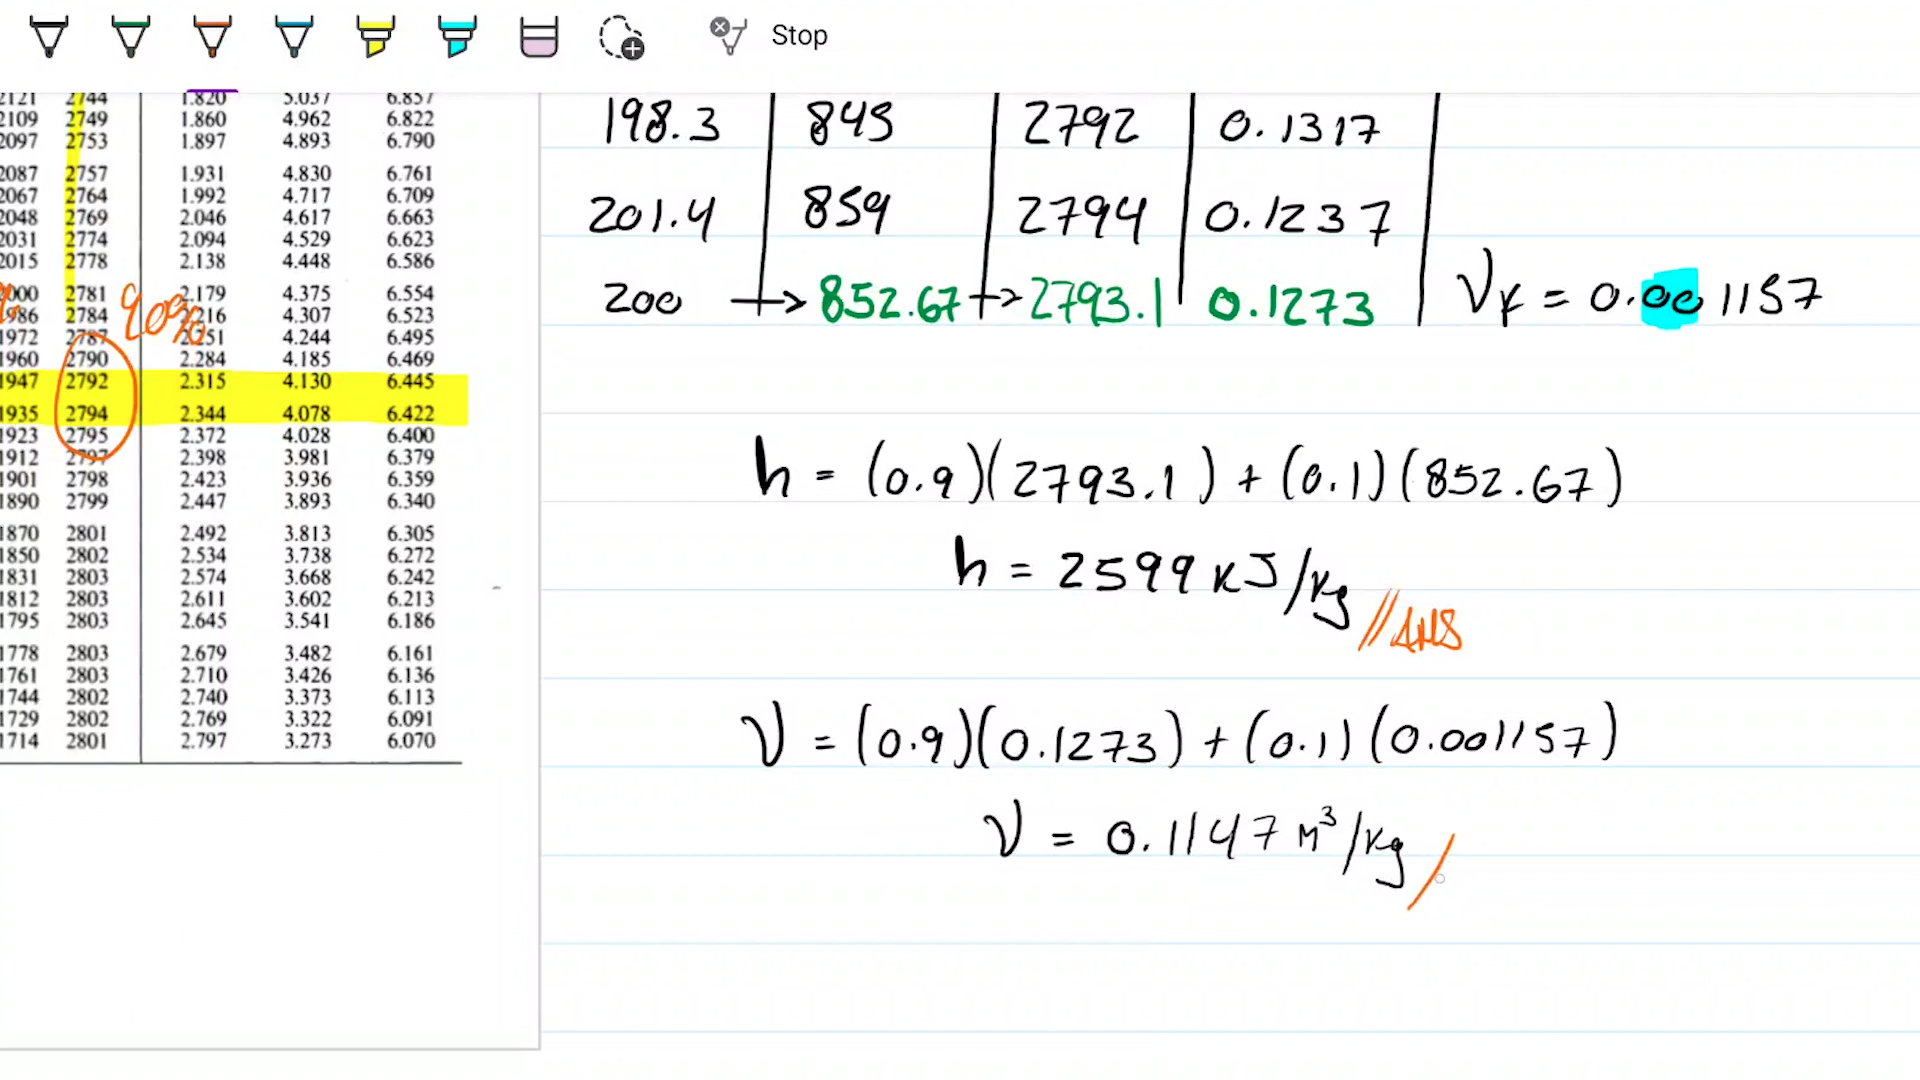 Stop
2121 2744 1.820 5.037 6.857
2109 2749 1.860 4.962 6.822
2097 2753 1.897 4.893 6.790
2087 2757 1.931 4.830 6.761
2067 2764 1.992 4.717 6.709
2048 2769 2.046 4.617 6.663
2031 2774 2.094 4.529 6.623
2015 2778 2.138 4.448 6.586
2000 2781 2.179 4.375 6.554
1986 2784 2.216 4.307 6.523
1972 2787 2.251 4.244 6.495
1960 2790 2.284 4.185 6.469
1947 2792 2.315 4.130 6.445
1935 2794 2.344 4.078 6.422
1923 2795 2.372 4.028 6.400
1912 2797 2.398 3.981 6.379
1901 2798 2.423 3.936 6.359
1890 2799 2.447 3.893 6.340
1870 2801 2.492 3.813 6.305
1850 2802 2.534 3.738 6.272
1831 2803 2.574 3.668 6.242
1812 2803 2.611 3.602 6.213
1795 2803 2.645 3.541 6.186
1778 2803 2.679 3.482 6.161
1761 2803 2.710 3.426 6.136
1744 2802 2.740 3.373 6.113
1729 2802 2.769 3.322 6.091
1714 2801 2.797 3.273 6.070
90%
198.3 845 2792 0.1317
201.4 859 2794 0.1237
200 → 852.67 → 2793.1 0.1273 νf = 0.001157
h = (0.9)(2793.1) + (0.1)(852.67)
h = 2599 kJ/kg // ANS
ν = (0.9)(0.1273) + (0.1)(0.001157)
ν = 0.1147 m³/kg /